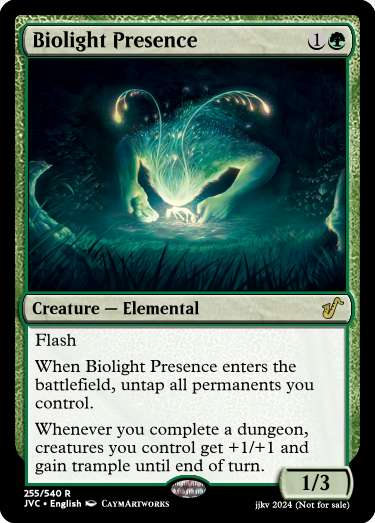 Biolight Presence 1
Creature — Elemental
Flash
When Biolight Presence enters the
battlefield, untap all permanents you
control.
Whenever you complete a dungeon,
creatures you control get +1/+1 and
gain trample until end of turn.
1/3
255/540 R
JVC • English CaymArtworks
jjkv 2024 (Not for sale)